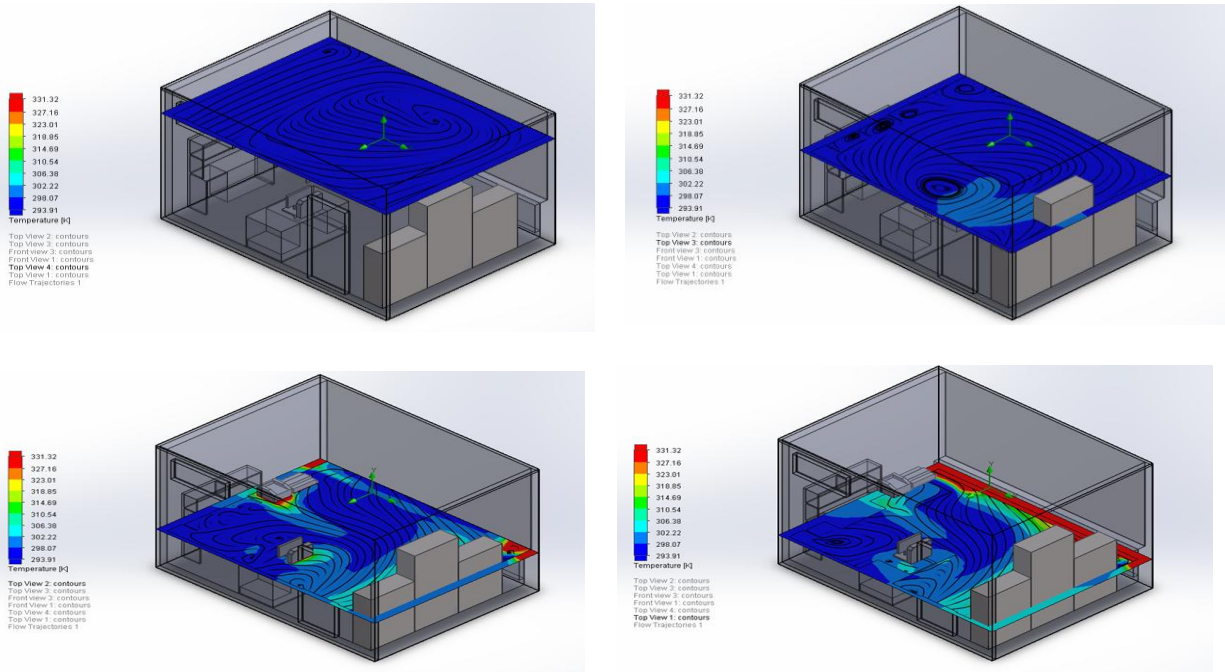 331.32
327.16
323.01
318.85
314.69
310.54
306.38
302.22
298.07
293.91
Temperature [K]
Top View 2: contours
Top View 3: contours
Front view 3: contours
Front View 1: contours
Top View 4: contours
Top View 1: contours
Flow Trajectories 1
331.32
327.16
323.01
318.85
314.69
310.54
306.38
302.22
298.07
293.91
Temperature [K]
Top View 2: contours
Top View 3: contours
Front view 3: contours
Front View 1: contours
Top View 4: contours
Top View 1: contours
Flow Trajectories 1
331.32
327.16
323.01
318.85
314.69
310.54
306.38
302.22
298.07
293.91
Temperature [K]
Top View 2: contours
Top View 3: contours
Front view 3: contours
Front View 1: contours
Top View 4: contours
Top View 1: contours
Flow Trajectories 1
Y
331.32
327.16
323.01
318.85
314.69
310.54
306.38
302.22
298.07
293.91
Temperature [K]
Top View 2: contours
Top View 3: contours
Front view 3: contours
Front View 1: contours
Top View 4: contours
Top View 1: contours
Flow Trajectories 1
Y